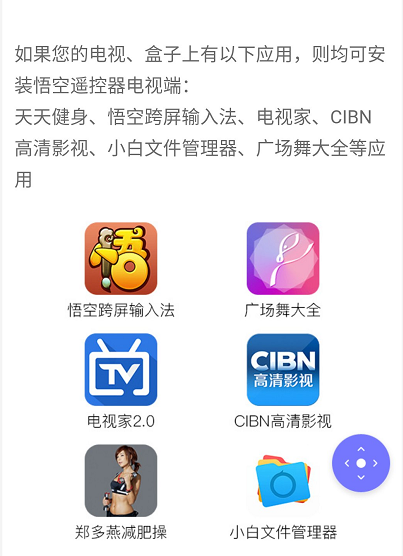 如果您的电视、盒子上有以下应用，则均可安
装悟空遥控器电视端：
天天健身、悟空跨屏输入法、电视家、CIBN
高清影视、小白文件管理器、广场舞大全等应
用
悟
悟空跨屏输入法
广场舞大全
TV
电视家2.0
CIBN
高清影视
CIBN高清影视
郑多燕减肥操
小白文件管理器